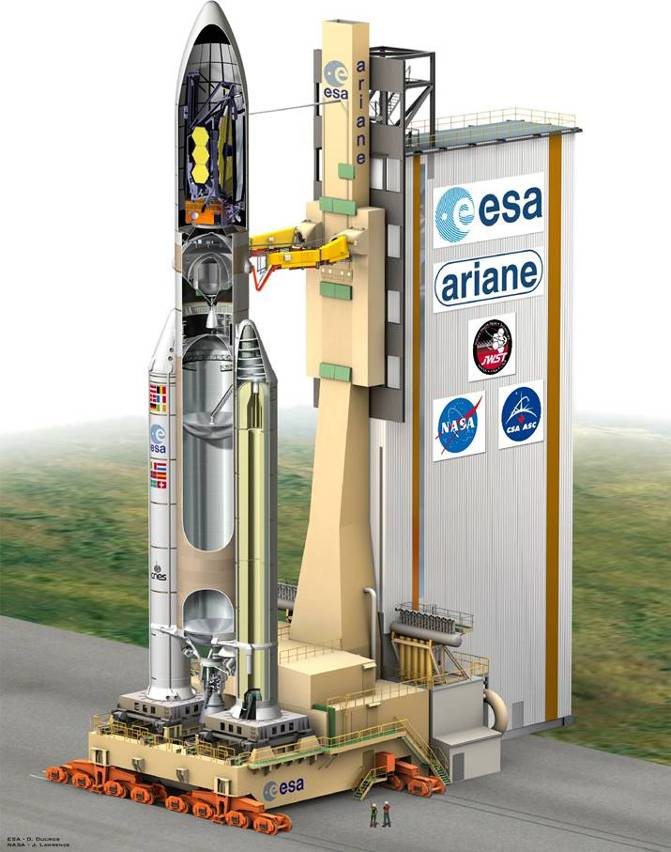 esa
ariane
esa
ariane
JWST
NASA
CSA ASC
esa
cnes
esa
ESA - D. Ducros
NASA - J. Lawrence